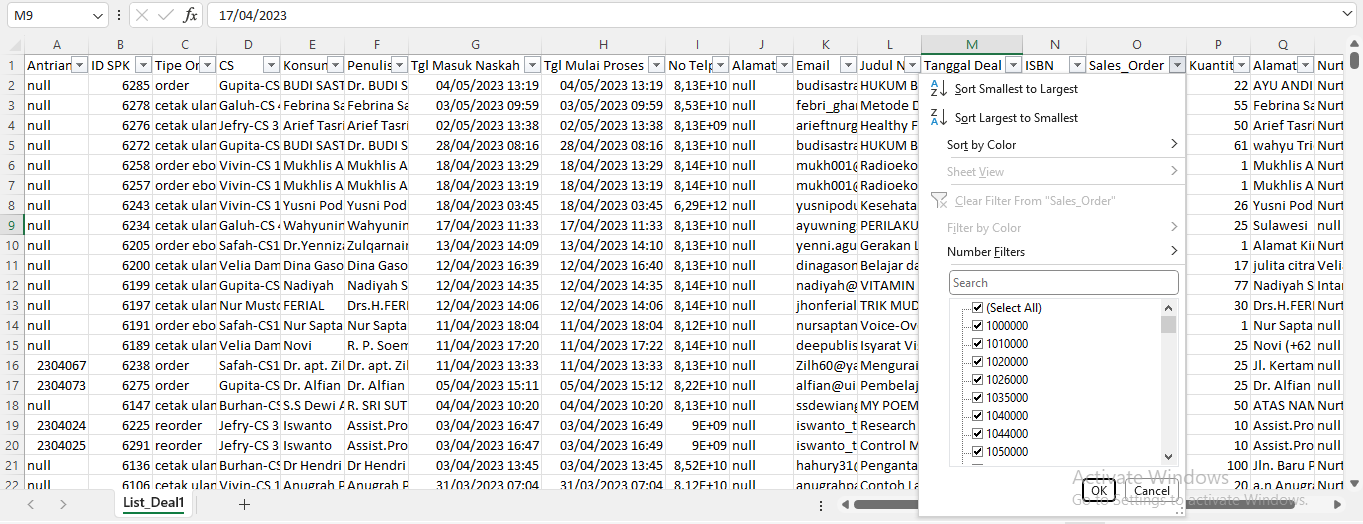 M9 fx 17/04/2023
A B C D E F G H I J K L M N O P Q
1 Antrian ID SPK Tipe Or CS Konsun Penulis Tgl Masuk Naskah Tgl Mulai Proses No Telp Alamat Email Judul N Tanggal Deal ISBN Sales_Order Kuantit Alamat Nurt
2 null 6285 order Gupita-CS BUDI SAST Dr. BUDI S 04/05/2023 13:19 04/05/2023 13:19 8,13E+10 null budisastra HUKUM B 22 AYU ANDI Nurt
3 null 6278 cetak ulan Galuh-CS 4 Febrina Sa Febrina Sa 03/05/2023 09:59 03/05/2023 09:59 8,53E+10 null febri_ghan Metode D 55 Febrina Sa Nurt
4 null 6276 cetak ulan Jefry-CS 3 Arief Tasri Arief Tasri 02/05/2023 13:38 02/05/2023 13:38 8,13E+09 null arieftnurg Healthy F 50 Arief Tasri Nurt
5 null 6272 cetak ulan Gupita-CS BUDI SAST Dr. BUDI S 28/04/2023 08:16 28/04/2023 08:16 8,13E+10 null budisastra HUKUM B 61 wahyu Tri Nurt
6 null 6258 order ebo Vivin-CS 1 Mukhlis A Mukhlis A 18/04/2023 13:29 18/04/2023 13:29 8,14E+10 null mukh001@ Radioeko 1 Mukhlis A Nurt
7 null 6257 order ebo Vivin-CS 1 Mukhlis A Mukhlis A 18/04/2023 13:19 18/04/2023 13:19 8,14E+10 null mukh001@ Radioeko 1 Mukhlis A Nurt
8 null 6243 cetak ulan Vivin-CS 1 Yusni Pod Yusni Pod 18/04/2023 03:45 18/04/2023 03:45 6,29E+12 null yusnipodu Kesehata 26 Yusni Pod Nurt
9 null 6234 cetak ulan Galuh-CS 4 Wahyunin Wahyunin 17/04/2023 11:33 17/04/2023 11:33 8,13E+10 null ayuwning PERILAKU 25 Sulawesi null
10 null 6205 order ebo Safah-CS1 Dr.Yenniza Zulqarnain 13/04/2023 14:09 13/04/2023 14:10 8,13E+10 null yenni.agu Gerakan L 1 Alamat Kir Nurt
11 null 6200 cetak ulan Velia Dam Dina Gaso Dina Gaso 12/04/2023 16:39 12/04/2023 16:40 8,13E+10 null dinagason Belajar da 17 julita citra Velia
12 null 6199 cetak ulan Gupita-CS Nadiyah Nadiyah S 12/04/2023 14:35 12/04/2023 14:35 8,14E+10 null nadiyah@ VITAMIN 77 Nadiyah S Intan
13 null 6197 cetak ulan Nur Musto FERIAL Drs.H.FERI 12/04/2023 14:06 12/04/2023 14:06 8,13E+10 null jhonferial TRIK MUD 30 Drs.H.FERI Nurt
14 null 6191 order ebo Safah-CS1 Nur Sapta Nur Sapta 11/04/2023 18:04 11/04/2023 18:04 8,12E+10 null nursaptan Voice-Ov 1 Nur Sapta null
15 null 6189 cetak ulan Velia Dam Novi R. P. Soem 11/04/2023 17:20 11/04/2023 17:22 8,14E+10 null deepublis Isyarat Vi 25 Novi (+62 null
16 2304067 6238 order Safah-CS1 Dr. apt. Zil Dr. apt. Zil 11/04/2023 13:33 11/04/2023 13:33 8,13E+10 null Zilh60@ya Mengurai 25 Jl. Kertam null
17 2304073 6275 order Gupita-CS Dr. Alfian Dr. Alfian 05/04/2023 15:11 05/04/2023 15:12 8,22E+10 null alfian@ui Pembelaj 25 Dr. Alfian null
18 null 6147 cetak ulan Burhan-CS S.S Dewi A R. SRI SUT 04/04/2023 10:20 04/04/2023 10:20 8,13E+10 null ssdewiang MY POEM 50 ATAS NAM Nurt
19 2304024 6225 reorder Jefry-CS 3 Iswanto Assist.Pro 03/04/2023 16:47 03/04/2023 16:49 9E+09 null iswanto_t Research 10 Assist.Pro null
20 2304025 6291 reorder Jefry-CS 3 Iswanto Assist.Pro 03/04/2023 16:47 03/04/2023 16:49 9E+09 null iswanto_t Control M 10 Assist.Pro null
21 null 6136 cetak ulan Burhan-CS Dr Hendri Dr Hendri 03/04/2023 13:45 03/04/2023 13:45 8,52E+10 null hahury31@ Penganta 100 Jln. Baru P Nurt
22 null 6106 cetak ulan Vivin-CS 1 Anugrah P Anugrah P 31/03/2023 07:04 31/03/2023 07:04 8,12E+10 null anugrahpa Contoh La 20 a.n Anugr Nurt
Sort Smallest to Largest
Sort Largest to Smallest
Sort by Color
Sheet View
Clear Filter From "Sales_Order"
Filter by Color
Number Filters
Search
(Select All)
1000000
1010000
1020000
1026000
1035000
1040000
1044000
1050000
OK Cancel
Activate Windows
Go to Settings to activate Windows.
List_Deal1